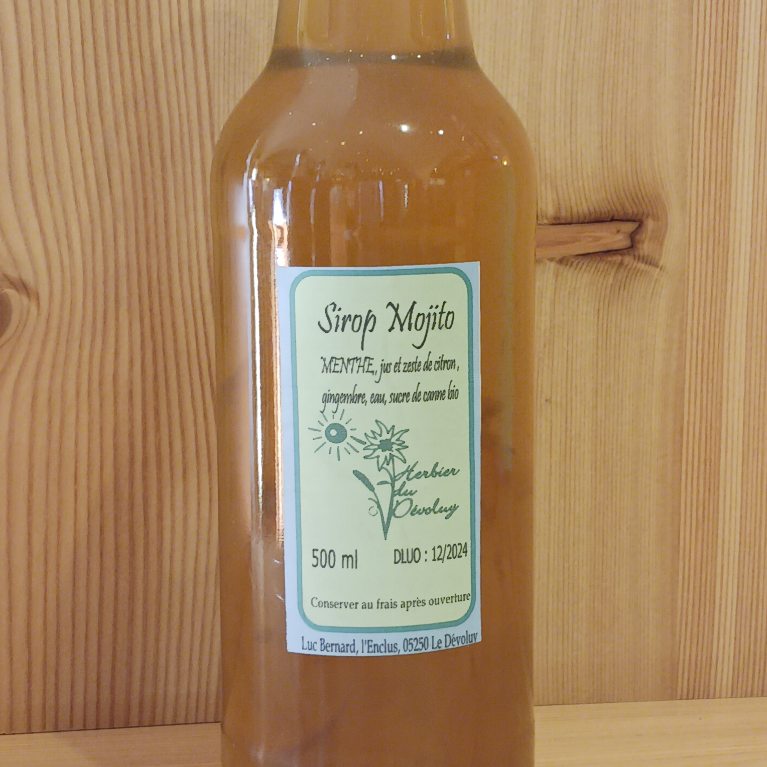 Sirop Mojito
MENTHE, jus et zeste de citron,
gingembre, eau, sucre de canne bio
Herbier
du
Dévoluy
500 ml DLUO : 12/2024
Conserver au frais après ouverture
Luc Bernard, l'Enclus, 05250 Le Dévoluy